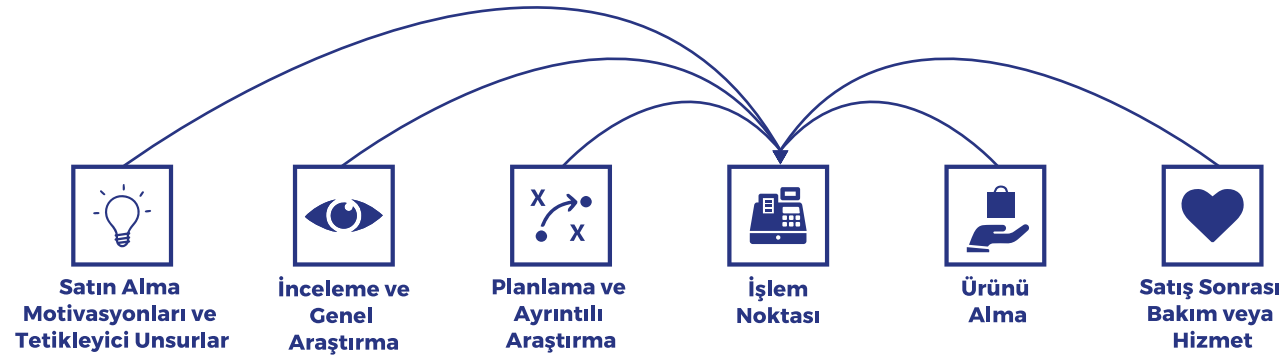 X
X
Satın Alma
Motivasyonları ve
Tetikleyici Unsurlar
İnceleme ve
Genel
Araştırma
Planlama ve
Ayrıntılı
Araştırma
İşlem
Noktası
Ürünü
Alma
Satış Sonrası
Bakım veya
Hizmet